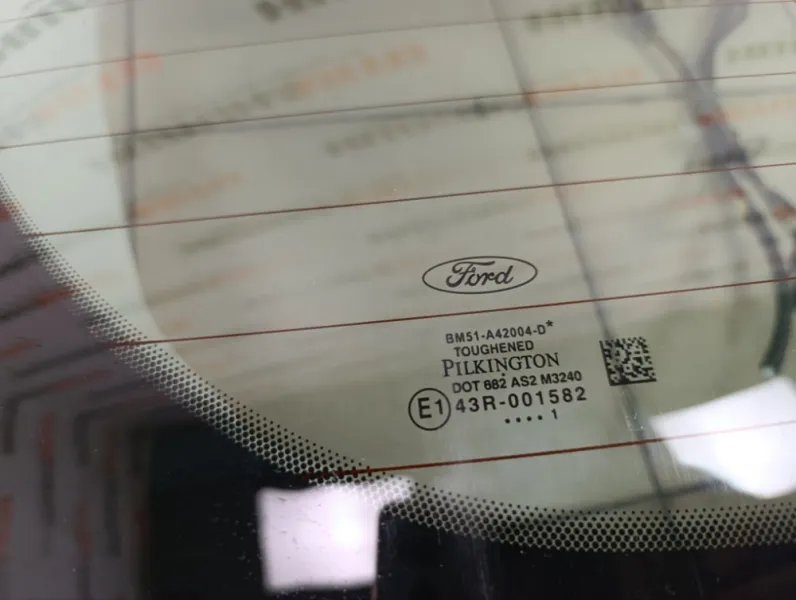 Ford
BM51-A42004-D*
TOUGHENED
PILKINGTON
DOT 682 AS2 M3240
E1 43R-001582
.... 1